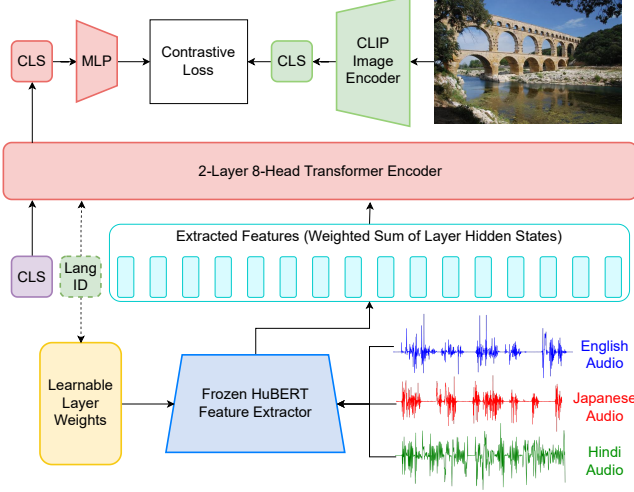 CLS
MLP
Contrastive
Loss
CLS
CLIP
Image
Encoder
2-Layer 8-Head Transformer Encoder
CLS
Lang
ID
Extracted Features (Weighted Sum of Layer Hidden States)
Learnable
Layer
Weights
Frozen HuBERT
Feature Extractor
English
Audio
Japanese
Audio
Hindi
Audio